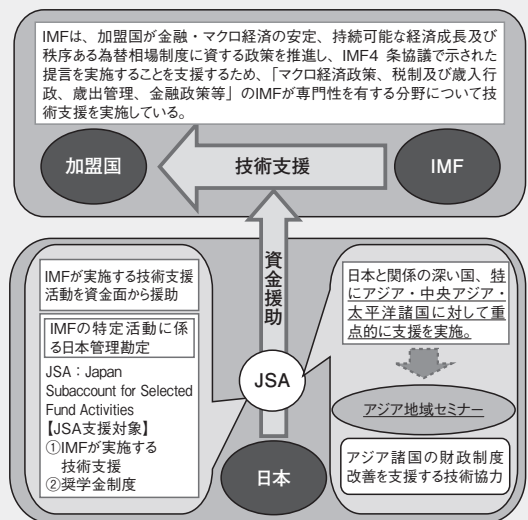 IMFは、加盟国が金融・マクロ経済の安定、持続可能な経済成長及び
秩序ある為替相場制度に資する政策を推進し、IMF4 条協議で示された
提言を実施することを支援するため、「マクロ経済政策、税制及び歳入行
政、歳出管理、金融政策等」のIMFが専門性を有する分野について技
術支援を実施している。
加盟国
技術支援
IMF
資金援助
IMFが実施する技術支援
活動を資金面から援助
IMFの特定活動に係
る日本管理勘定
JSA：Japan
Subaccount for Selected
Fund Activities
【JSA支援対象】
①IMFが実施する
技術支援
②奨学金制度
JSA
日本
日本と関係の深い国、特
にアジア・中央アジア・
太平洋諸国に対して重
点的に支援を実施。
アジア地域セミナー
アジア諸国の財政制度
改善を支援する技術協力